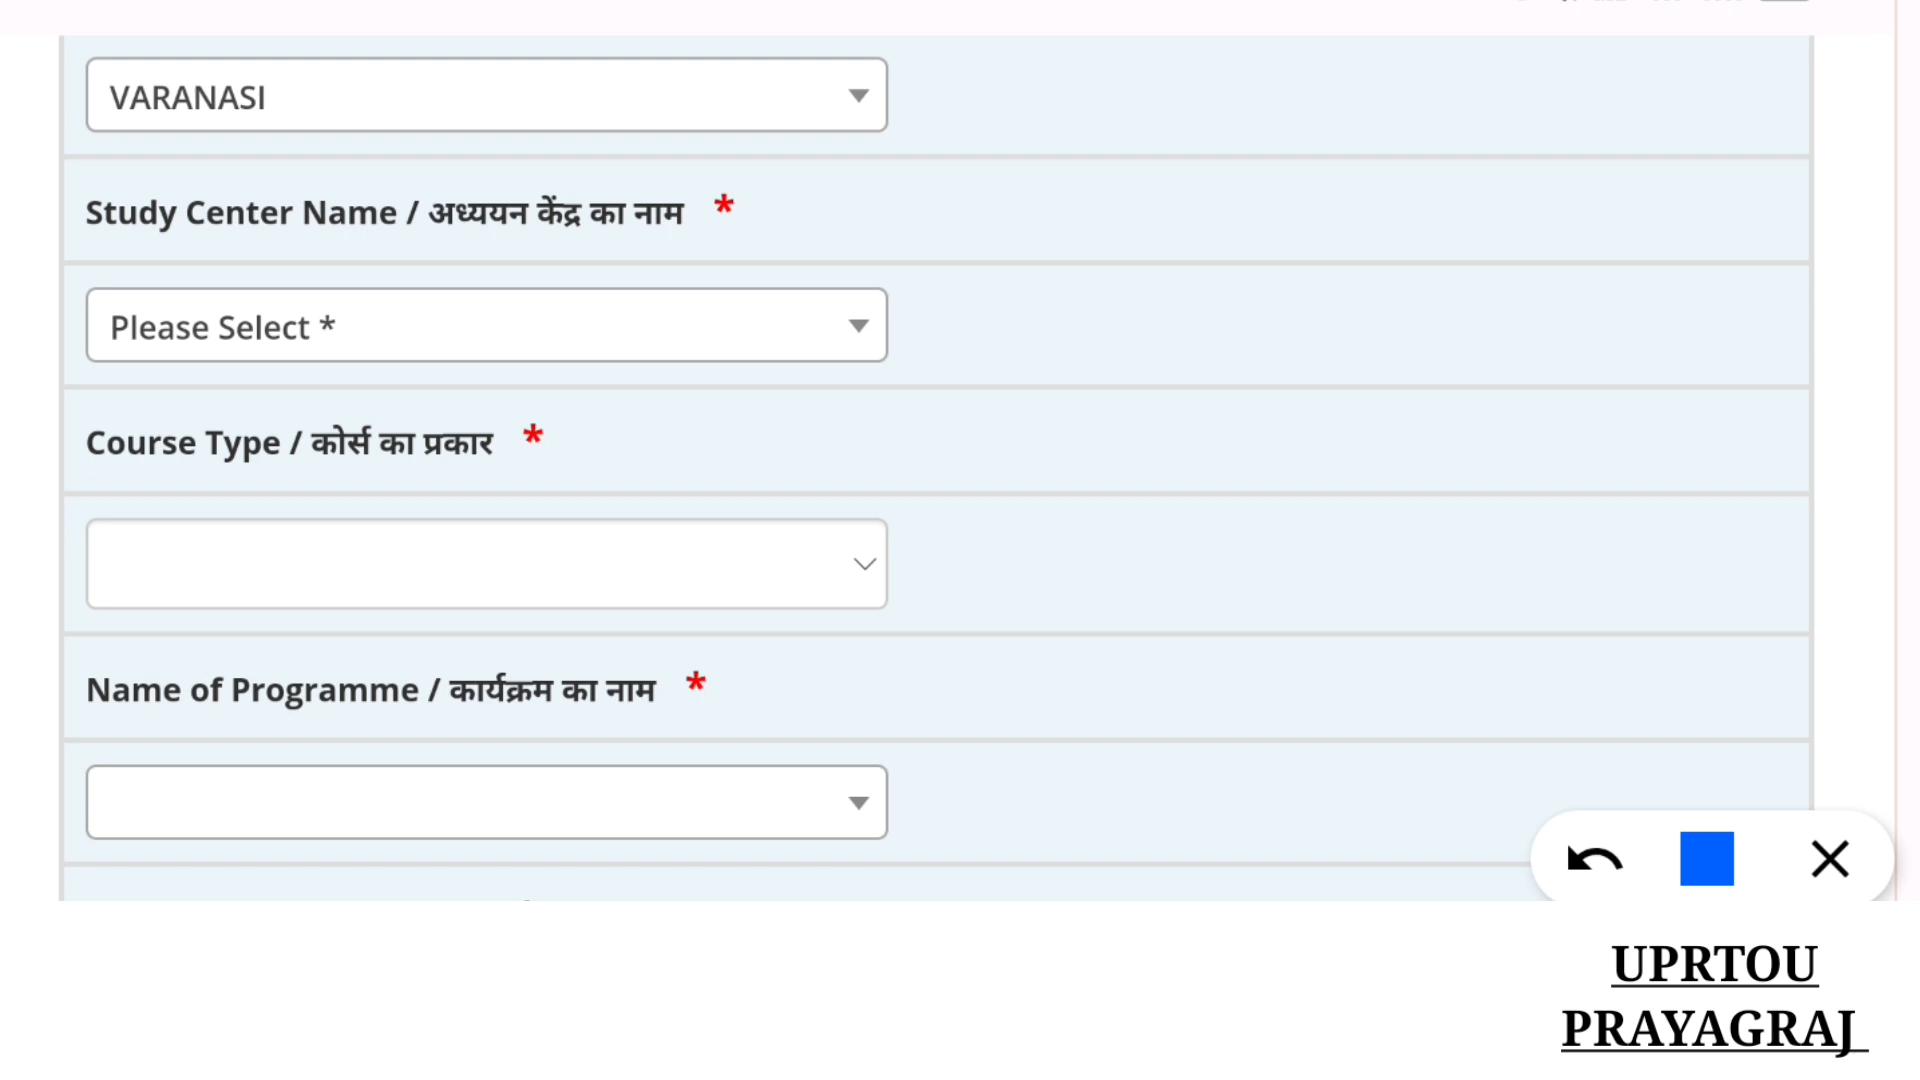 VARANASI
Study Center Name / अध्ययन केंद्र का नाम *
Please Select *
Course Type / कोर्स का प्रकार *
Name of Programme / कार्यक्रम का नाम *
UPRTOU
PRAYAGRAJ